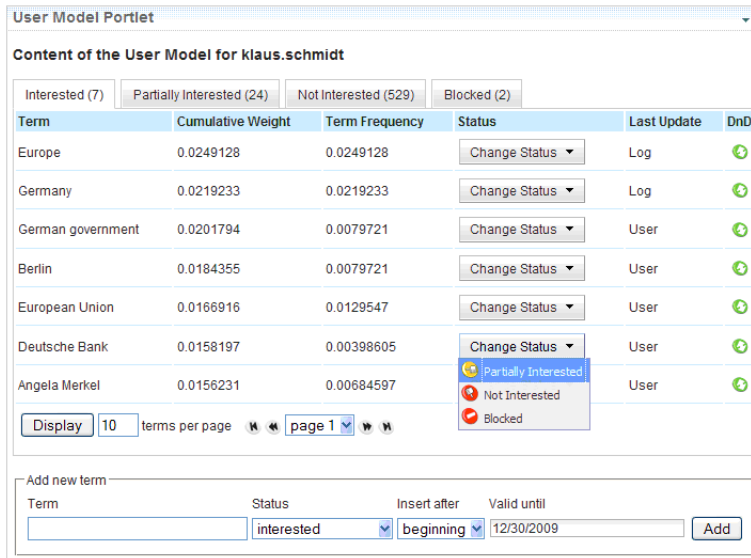 User Model Portlet
Content of the User Model for klaus.schmidt
Interested (7) Partially Interested (24) Not Interested (529) Blocked (2)
Term Cumulative Weight Term Frequency Status Last Update DnD
Europe 0.0249128 0.0249128 Change Status Log
Germany 0.0219233 0.0219233 Change Status Log
German government 0.0201794 0.0079721 Change Status User
Berlin 0.0184355 0.0079721 Change Status User
European Union 0.0166916 0.0129547 Change Status User
Deutsche Bank 0.0158197 0.00398605 Change Status User
Angela Merkel 0.0156231 0.00684597 User
Partially Interested
Not Interested
Blocked
Display 10 terms per page page 1
Add new term
Term Status Insert after Valid until
interested beginning 12/30/2009 Add